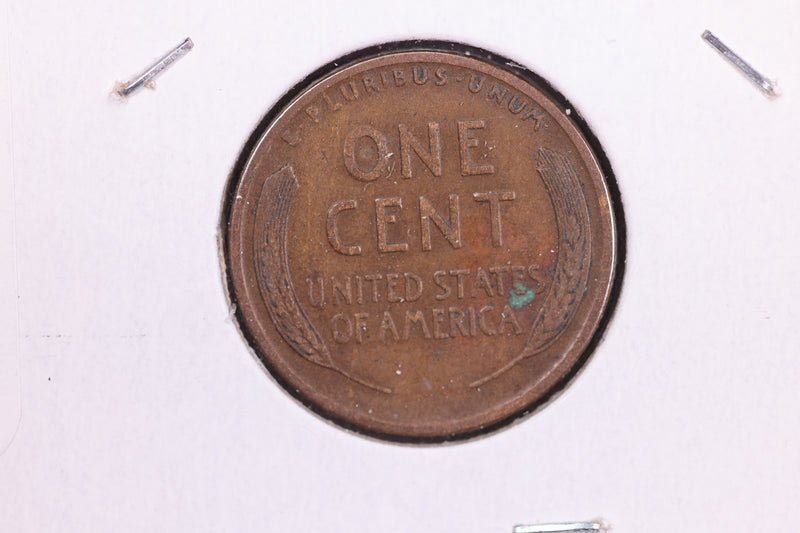 E·PLURIBUS·UNUM
ONE
CENT
UNITED STATES
OF AMERICA